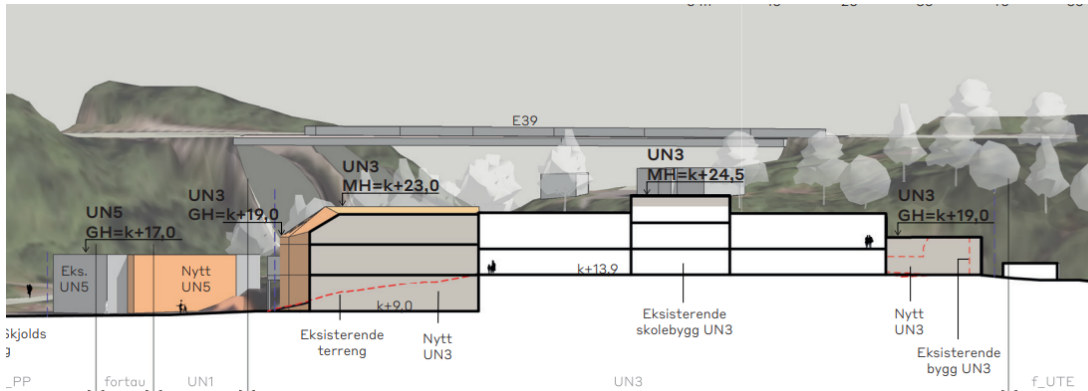 E39
UN3
MH=k+23,0
UN3
MH=k+24,5
UN3
GH=k+19,0
UN3
GH=k+19,0
UN5
GH=k+17,0
Eks.
UN5
Nytt
UN5
k+13,9
k+9,0
Skjolds
g
Eksisterende
terreng
Nytt
UN3
Eksisterende
skolebygg UN3
Nytt
UN3
Eksisterende
bygg UN3
_PP
fortau
UN1
UN3
f_UTE